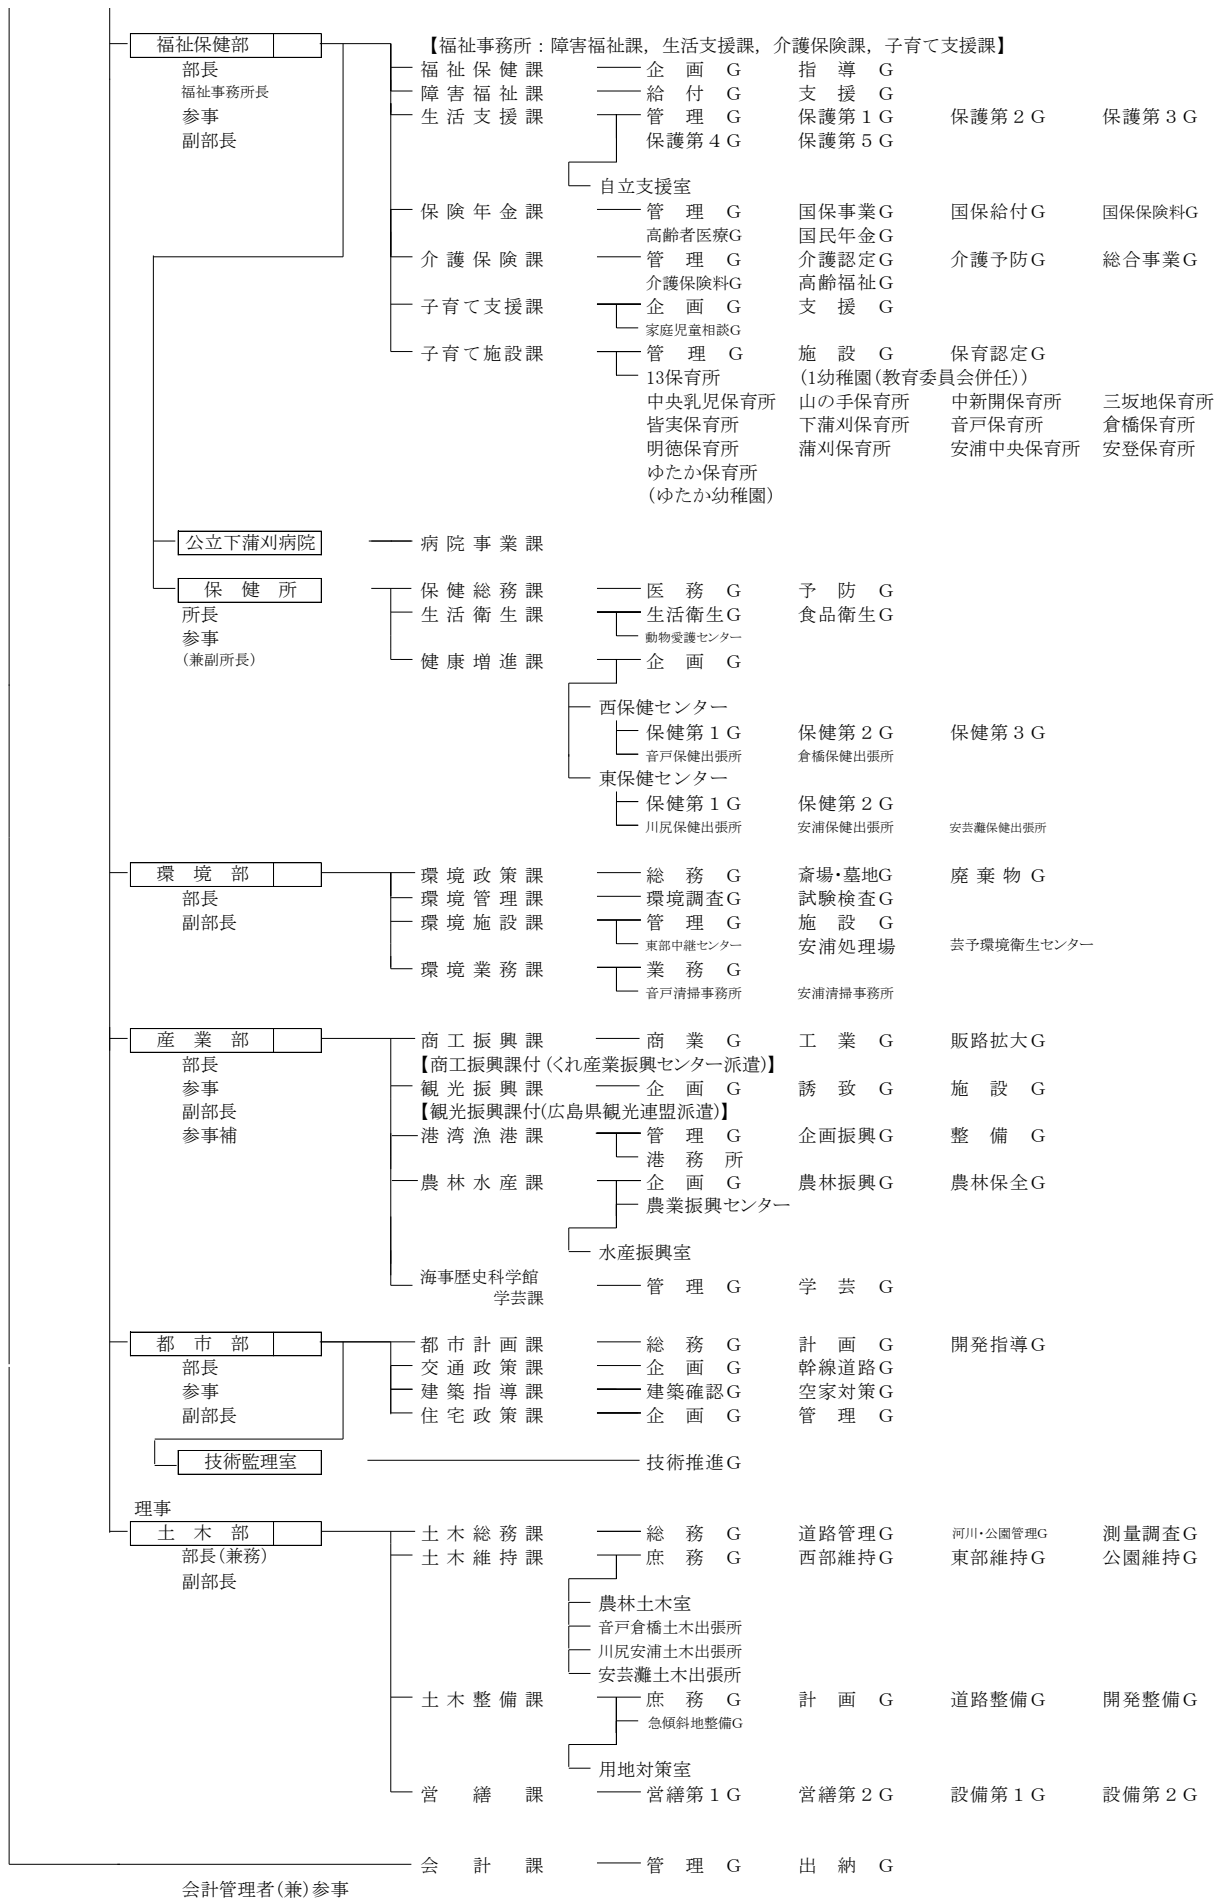 福祉保健部 【福祉事務所：障害福祉課，生活支援課，介護保険課，子育て支援課】
部長 福祉保健課 企画G 指導G
福祉事務所長 障害福祉課 給付G 支援G
参事 生活支援課 管理G 保護第１G 保護第２G 保護第３G
副部長 保護第４G 保護第５G
自立支援室
保険年金課 管理G 国保事業G 国保給付G 国保保険料G
高齢者医療G 国民年金G
介護保険課 管理G 介護認定G 介護予防G 総合事業G
介護保険料G 高齢福祉G
子育て支援課 企画G 支援G
家庭児童相談G
子育て施設課 管理G 施設G 保育認定G
13保育所 (1幼稚園(教育委員会併任))
中央乳児保育所 山の手保育所 中新開保育所 三坂地保育所
皆実保育所 下蒲刈保育所 音戸保育所 倉橋保育所
明徳保育所 蒲刈保育所 安浦中央保育所 安登保育所
ゆたか保育所
(ゆたか幼稚園)
公立下蒲刈病院 病院事業課
保健所 保健総務課 医務G 予防G
所長 生活衛生課 生活衛生G 食品衛生G
参事 動物愛護センター
(兼副所長) 健康増進課 企画G
西保健センター
保健第１G 保健第２G 保健第３G
音戸保健出張所 倉橋保健出張所
東保健センター
保健第１G 保健第２G
川尻保健出張所 安浦保健出張所 安芸灘保健出張所
環境部 環境政策課 総務G 斎場・墓地G 廃棄物G
部長 環境管理課 環境調査G 試験検査G
副部長 環境施設課 管理G 施設G
東部中継センター 安浦処理場 芸予環境衛生センター
環境業務課 業務G
音戸清掃事務所 安浦清掃事務所
産業部 商工振興課 商業G 工業G 販路拡大G
部長 【商工振興課付(くれ産業振興センター派遣)】
参事 観光振興課 企画G 誘致G 施設G
副部長 【観光振興課付(広島県観光連盟派遣)】
参事補 港湾漁港課 管理G 企画振興G 整備G
港務所
農林水産課 企画G 農林振興G 農林保全G
農業振興センター
水産振興室
海事歴史科学館
学芸課 管理G 学芸G
都市部 都市計画課 総務G 計画G 開発指導G
部長 交通政策課 企画G 幹線道路G
参事 建築指導課 建築確認G 空家対策G
副部長 住宅政策課 企画G 管理G
技術監理室 技術推進G
理事
土木部 土木総務課 総務G 道路管理G 河川・公園管理G 測量調査G
部長(兼務) 土木維持課 庶務G 西部維持G 東部維持G 公園維持G
副部長
農林土木室
音戸倉橋土木出張所
川尻安浦土木出張所
安芸灘土木出張所
土木整備課 庶務G 計画G 道路整備G 開発整備G
急傾斜地整備G
用地対策室
営繕課 営繕第１G 営繕第２G 設備第１G 設備第２G
会計課 管理G 出納G
会計管理者(兼)参事